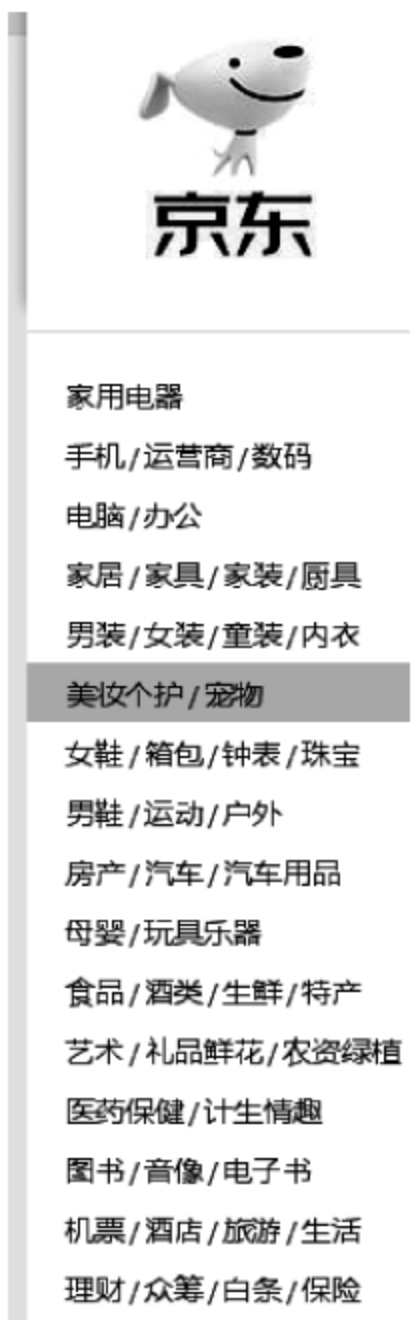 京东
家用电器
手机/运营商/数码
电脑/办公
家居/家具/家装/厨具
男装/女装/童装/内衣
美妆个护/宠物
女鞋/箱包/钟表/珠宝
男鞋/运动/户外
房产/汽车/汽车用品
母婴/玩具乐器
食品/酒类/生鲜/特产
艺术/礼品鲜花/农资绿植
医药保健/计生情趣
图书/音像/电子书
机票/酒店/旅游/生活
理财/众筹/白条/保险